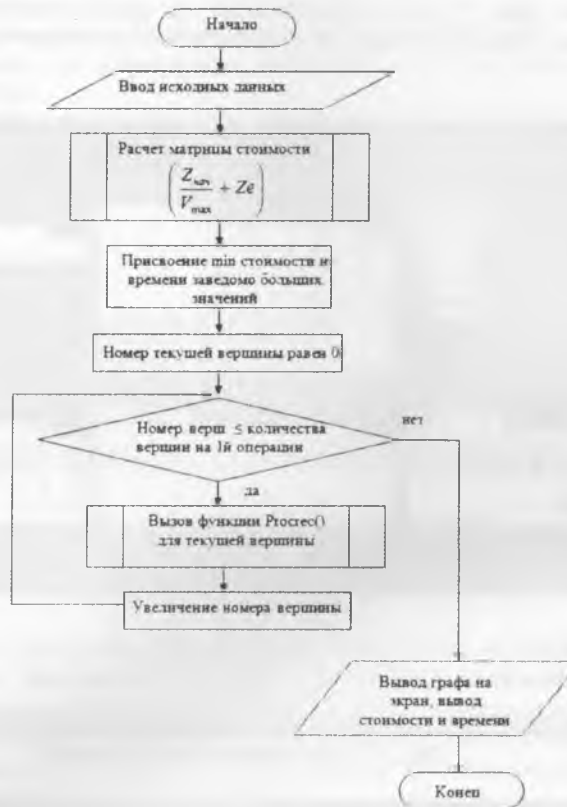 Начало
Ввод исходных данных
Расчет матрицы стоимости
V max + Ze
Присвоение min стоимости и
времени заведомо больших
значений
Номер текущей вершины равен 0
Номер верш ≤ количества
вершин на 1й операции
нет
да
Вызов функции Procrec()
для текущей вершины
Увеличение номера вершины
Вывод графа на
экран, вывод
стоимости и времени
Конец